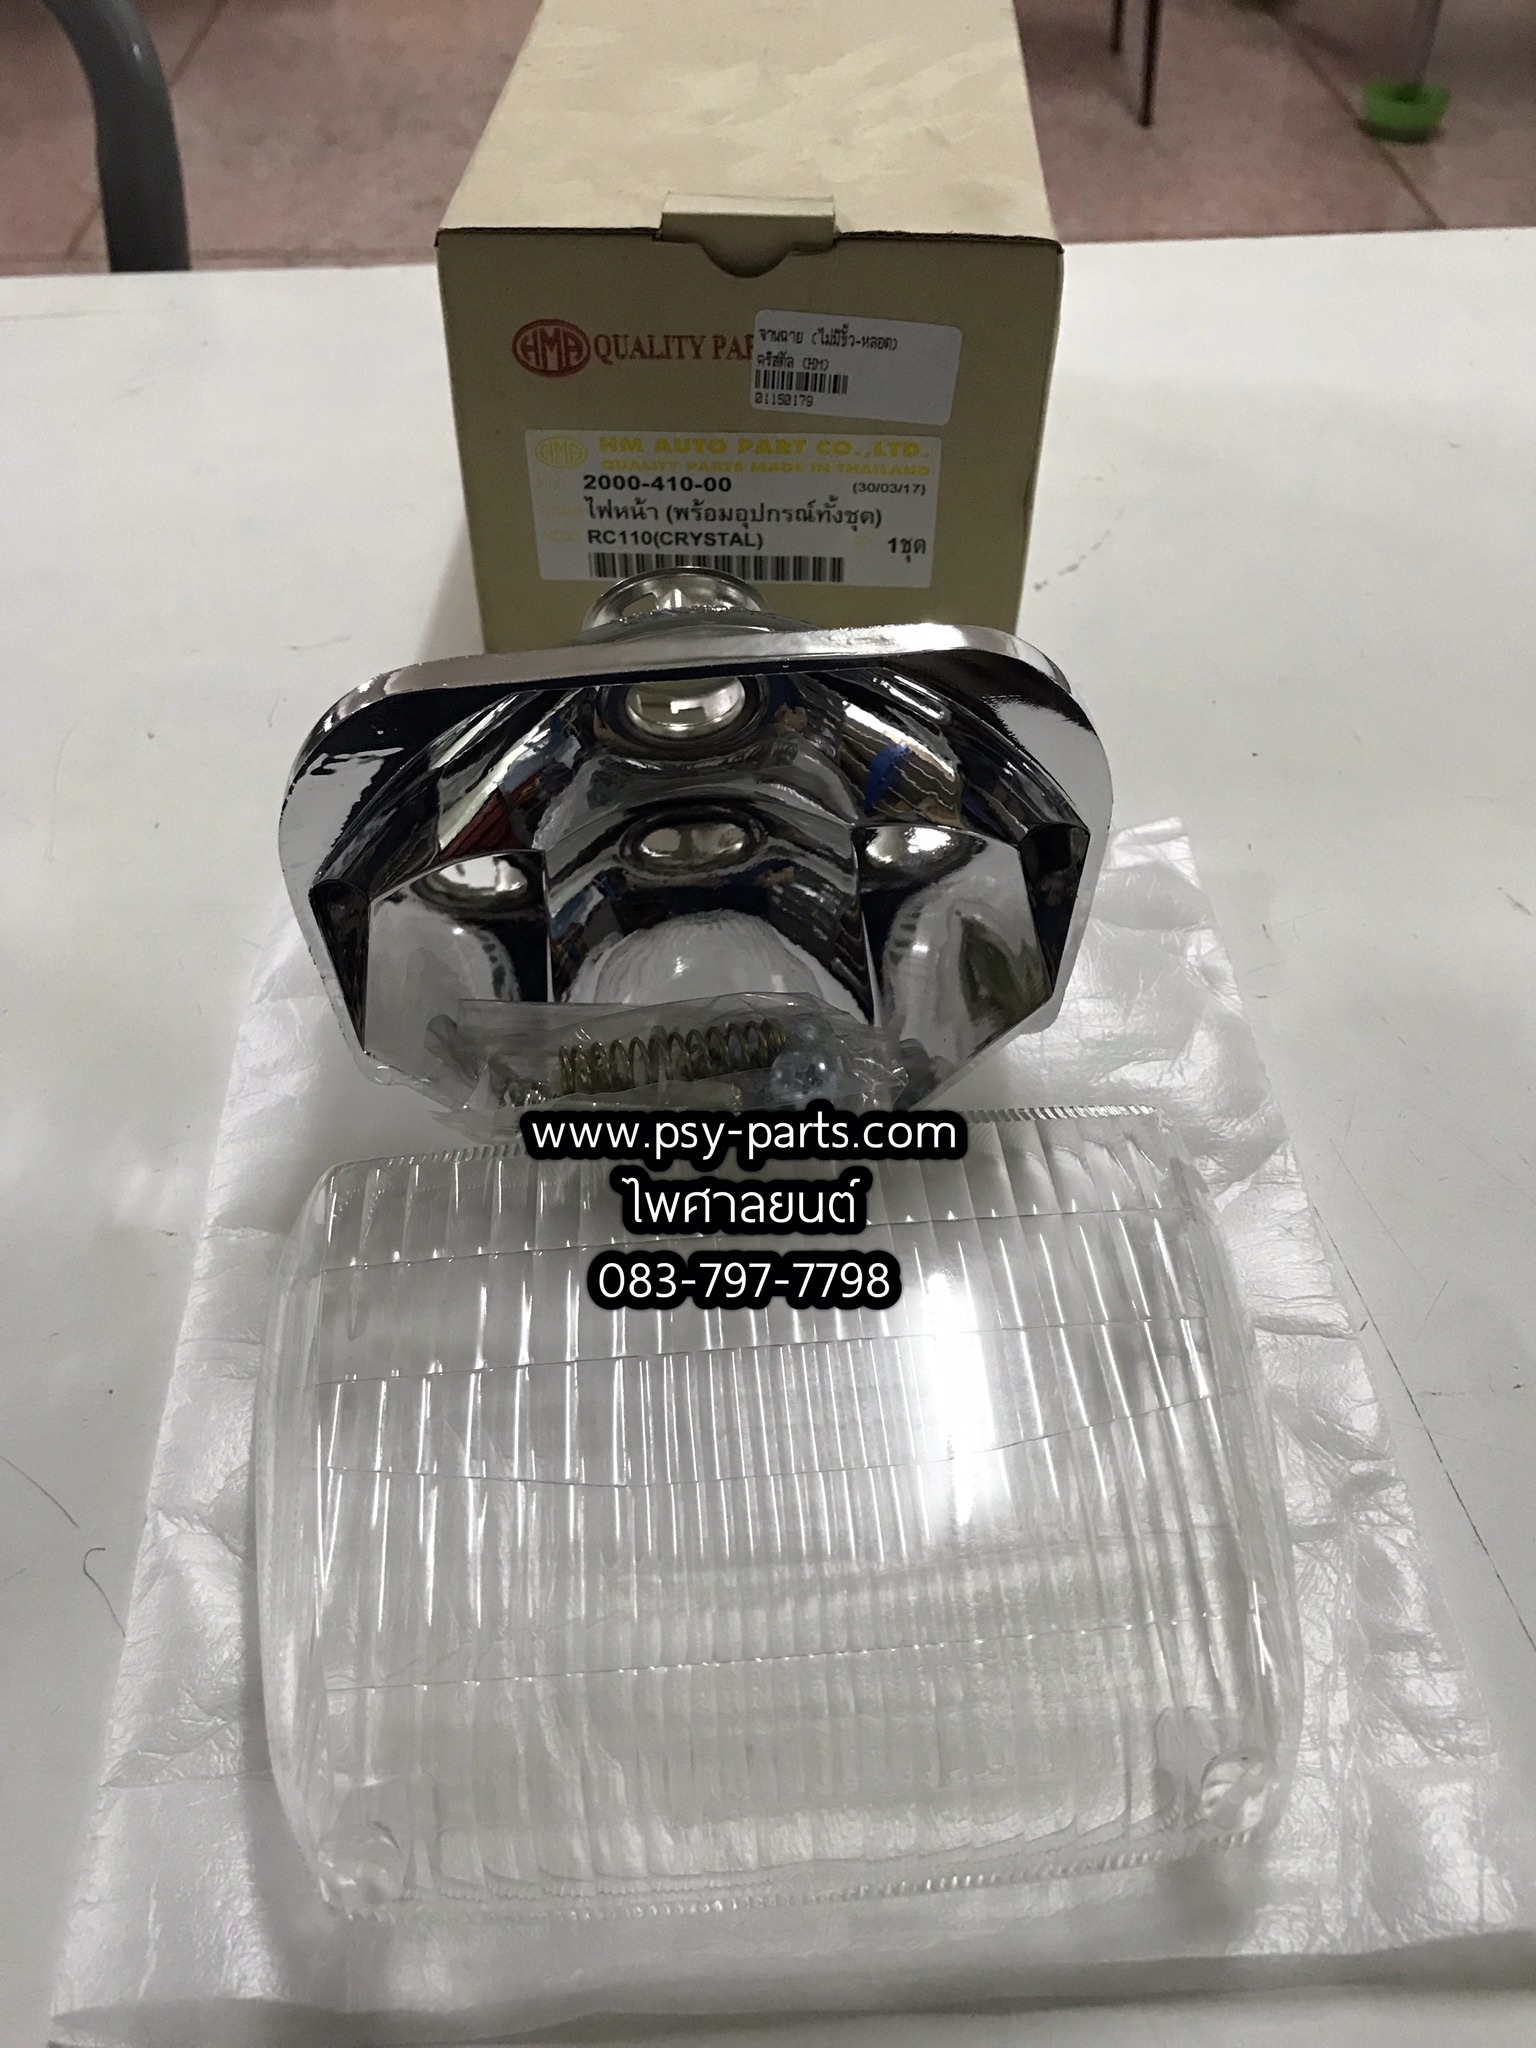 HMA QUALITY PAR
จานฉาย (ไม่มีขั้ว-หลอด)
คริสตัล (HM)
01150179
HMA HM AUTO PART CO.,LTD.
QUALITY PARTS MADE IN THAILAND
2000-410-00 (30/03/17)
ไฟหน้า (พร้อมอุปกรณ์ทั้งชุด)
RC110(CRYSTAL) 1ชุด
www.psy-parts.com
ไพศาลยนต์
083-797-7798